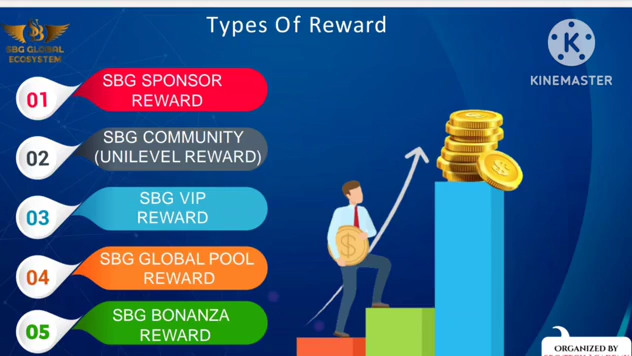 Types Of Reward
SBG GLOBAL
ECOSYSTEM
KINEMASTER
01
SBG SPONSOR
REWARD
02
SBG COMMUNITY
(UNILEVEL REWARD)
03
SBG VIP
REWARD
04
SBG GLOBAL POOL
REWARD
05
SBG BONANZA
REWARD
ORGANIZED BY